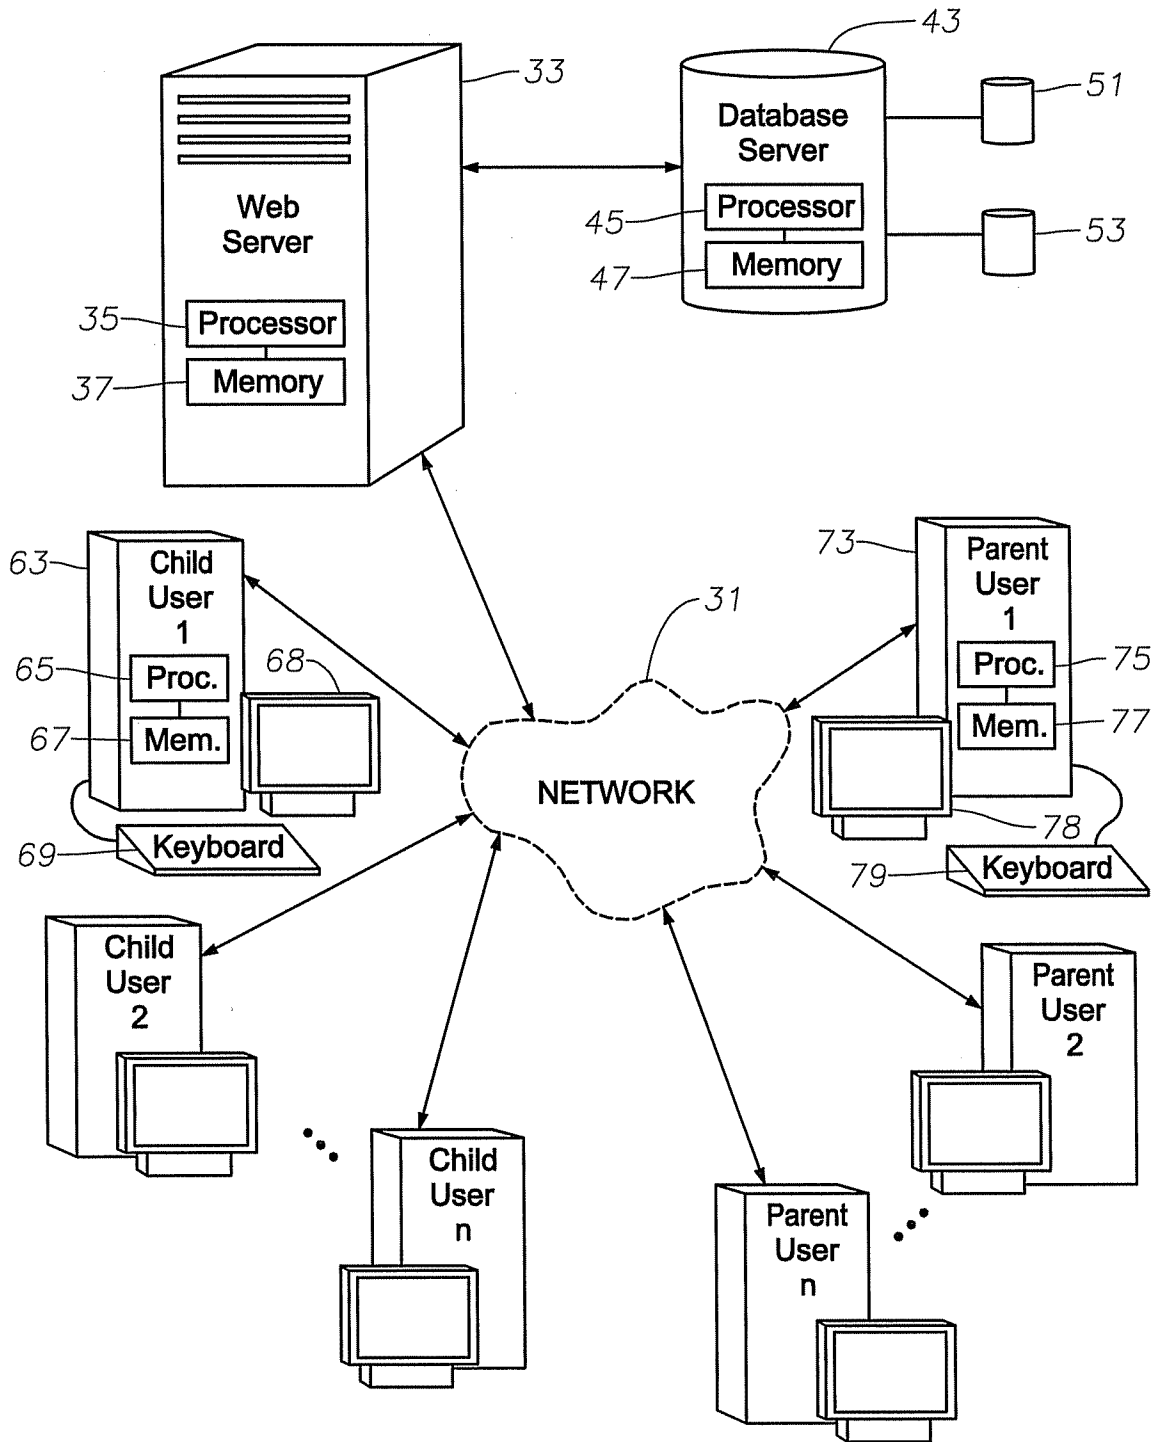 43
33
51
Database
Server
Web
Server
45
Processor
53
47
Memory
35
Processor
37
Memory
63
Child
User
1
73
Parent
User
1
31
65
Proc.
68
Proc.
75
67
Mem.
Mem.
77
NETWORK
78
69
Keyboard
79
Keyboard
Child
User
2
Parent
User
2
Child
User
n
Parent
User
n